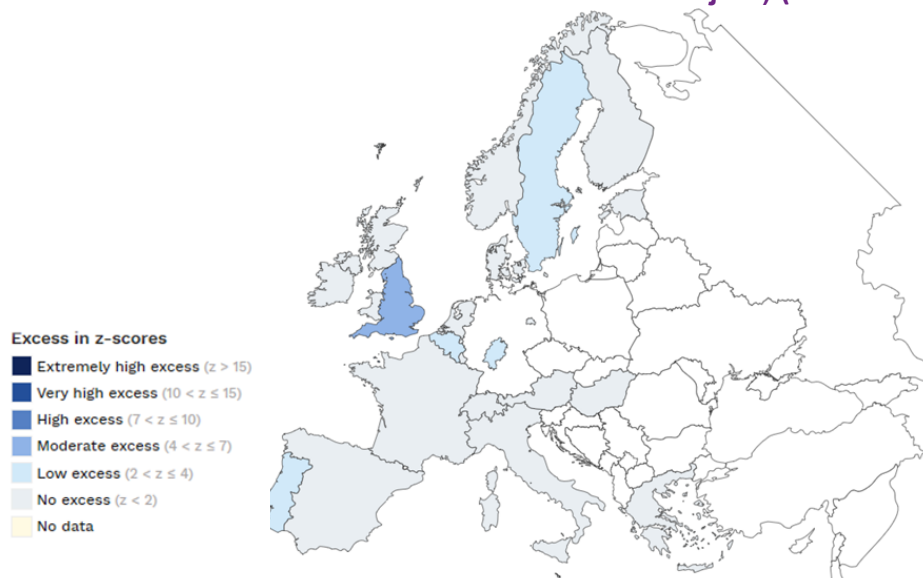 Excess in z-scores
Extremely high excess (z > 15)
Very high excess (10 < z ≤ 15)
High excess (7 < z ≤ 10)
Moderate excess (4 < z ≤ 7)
Low excess (2 < z ≤ 4)
No excess (z < 2)
No data